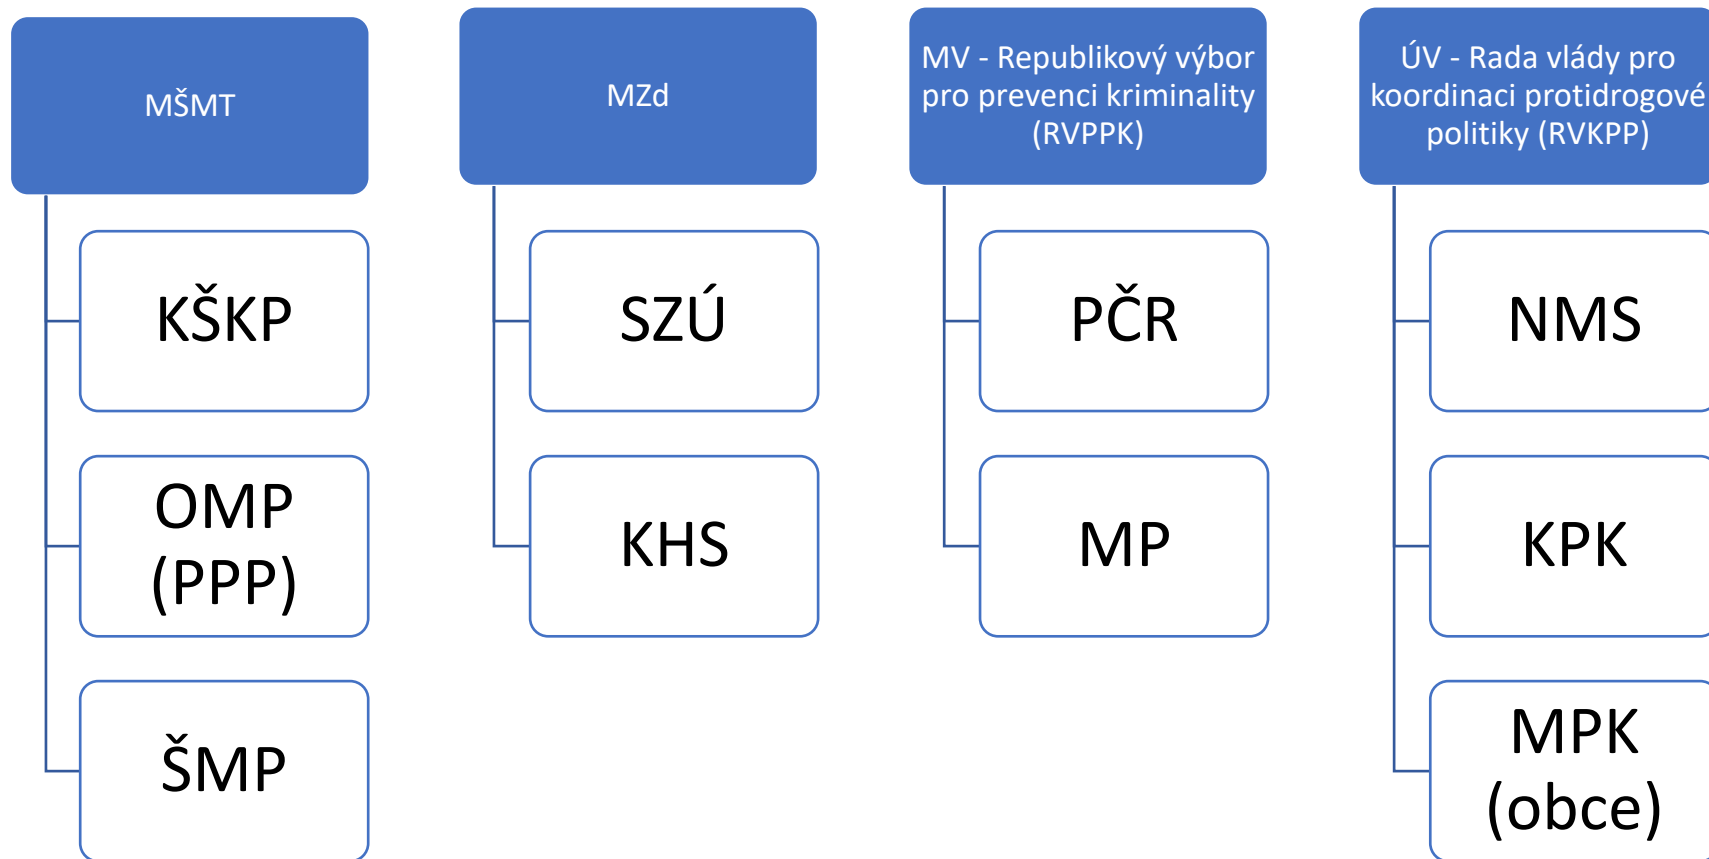 MŠMT
KŠKP
OMP
(PPP)
ŠMP
MZd
SZÚ
KHS
MV - Republikový výbor
pro prevenci kriminality
(RVPPK)
PČR
MP
ÚV - Rada vlády pro
koordinaci protidrogové
politiky (RVKPP)
NMS
KPK
MPK
(obce)